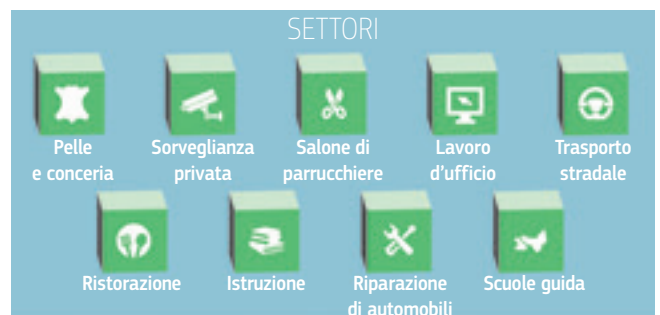 SETTORI
Pelle
e conceria
Sorveglianza
privata
Salone di
parrucchiere
Lavoro
d'ufficio
Trasporto
stradale
Ristorazione
Istruzione
Riparazione
di automobili
Scuole guida